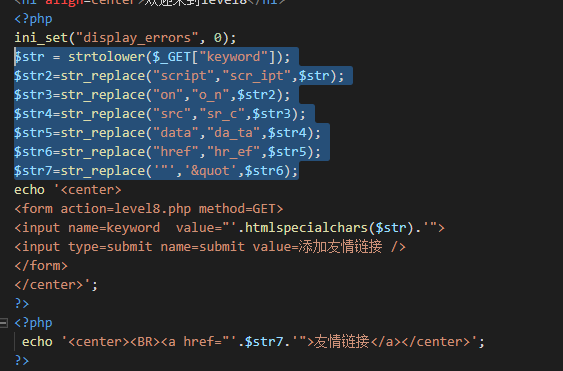 <h1 align=center>欢迎来到level8</h1>
<?php
ini_set("display_errors", 0);
$str = strtolower($_GET["keyword"]);
$str2=str_replace("script","scr_ipt",$str);
$str3=str_replace("on","o_n",$str2);
$str4=str_replace("src","sr_c",$str3);
$str5=str_replace("data","da_ta",$str4);
$str6=str_replace("href","hr_ef",$str5);
$str7=str_replace('"','&quot',$str6);
echo '<center>
<form action=level8.php method=GET>
<input name=keyword  value="'.htmlspecialchars($str).'">
<input type=submit name=submit value=添加友情链接 />
</form>
</center>';
?>
<?php
 echo '<center><BR><a href="'.$str7.'">友情链接</a></center>';
?>